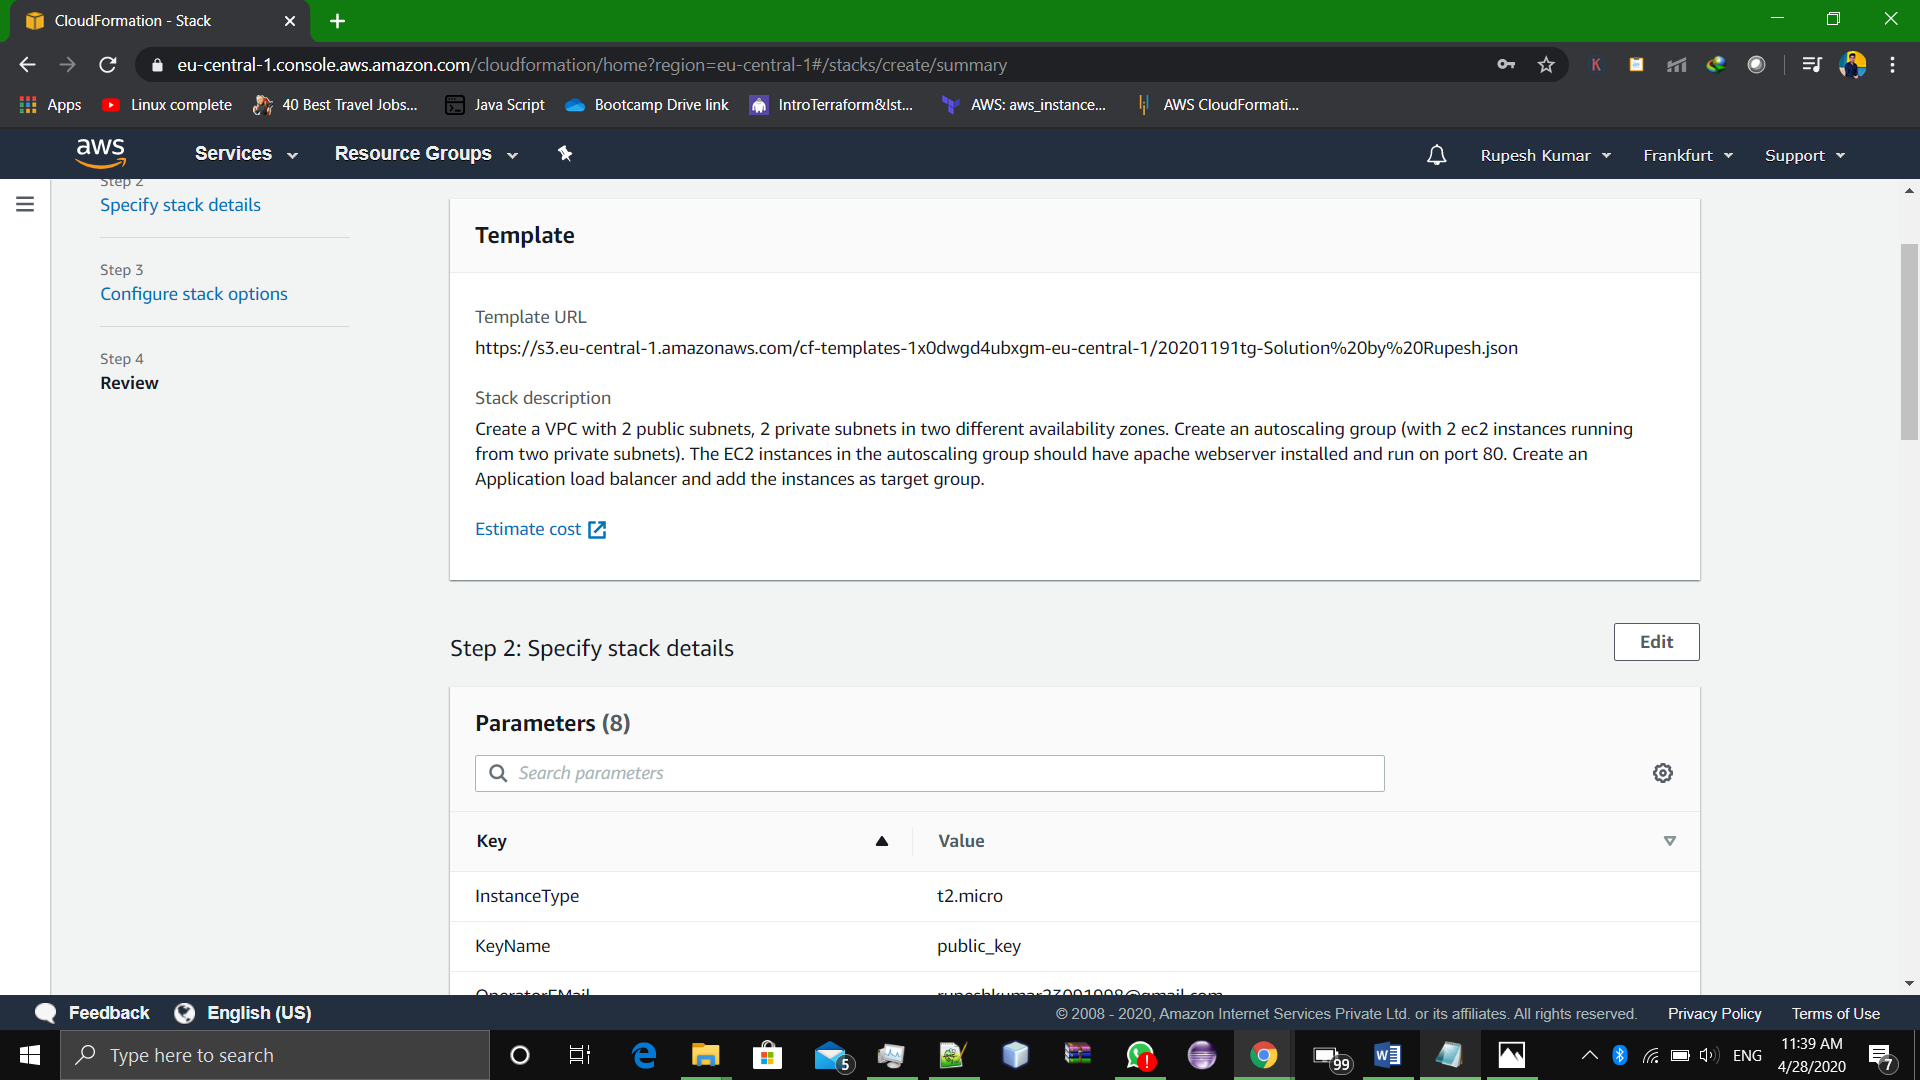 CloudFormation - Stack
eu-central-1.console.aws.amazon.com/cloudformation/home?region=eu-central-1#/stacks/create/summary
Apps
Linux complete
40 Best Travel Jobs...
Java Script
Bootcamp Drive link
IntroTerraform&Ist...
AWS: aws_instance...
AWS CloudFormati...
aws
Services
Resource Groups
Rupesh Kumar
Frankfurt
Support
Step 2
Specify stack details
Step 3
Configure stack options
Step 4
Review
Template
Template URL
https://s3.eu-central-1.amazonaws.com/cf-templates-1x0dwgd4ubxgm-eu-central-1/20201191tg-Solution%20by%20Rupesh.json
Stack description
Create a VPC with 2 public subnets, 2 private subnets in two different availability zones. Create an autoscaling group (with 2 ec2 instances running
from two private subnets). The EC2 instances in the autoscaling group should have apache webserver installed and run on port 80. Create an
Application load balancer and add the instances as target group.
Estimate cost
Step 2: Specify stack details
Edit
Parameters (8)
Search parameters
Key
Value
InstanceType
t2.micro
KeyName
public_key
OperatorEMail
Feedback
English (US)
© 2008 - 2020, Amazon Internet Services Private Ltd. or its affiliates. All rights reserved.
Privacy Policy
Terms of Use
Type here to search
5
99
ENG
11:39 AM
4/28/2020
7